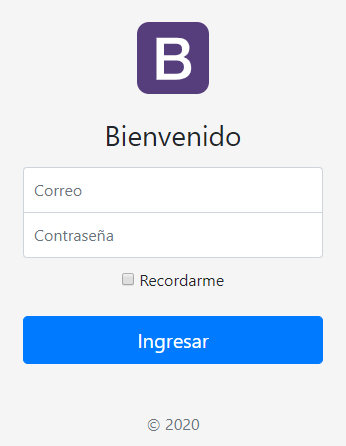 B
Bienvenido
Correo
Contraseña
Recordarme
Ingresar
© 2020